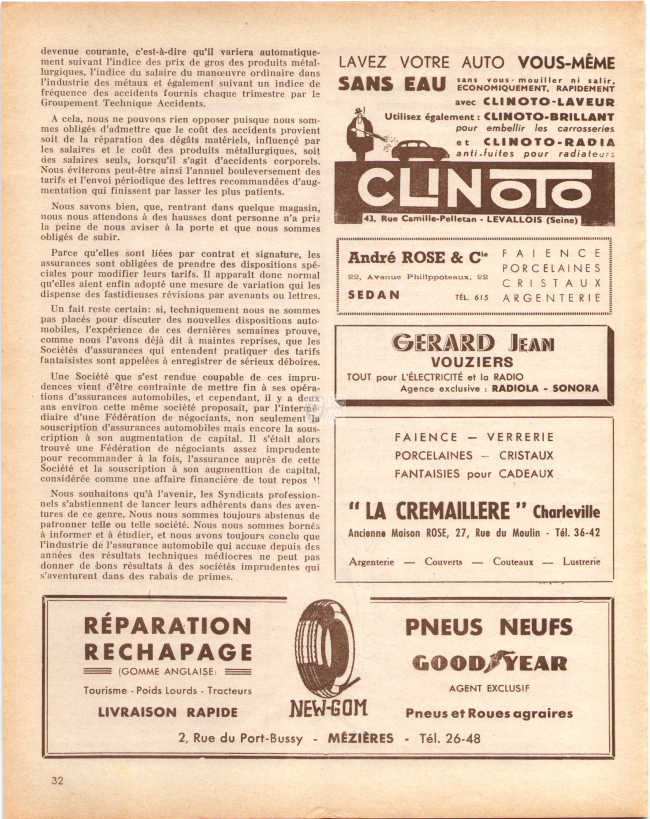 devenue courante, c'est-à-dire qu'il variera automatique-
ment suivant l'indice des prix de gros des produits métal-
lurgiques, l'indice du salaire du manœuvre ordinaire dans
l'industrie des métaux et également suivant un indice de
fréquence des accidents fournis chaque trimestre par le
Groupement Technique Accidents.
A cela, nous ne pouvons rien opposer puisque nous som-
mes obligés d'admettre que le coût des accidents provient
soit de la réparation des dégâts matériels, influencé par
les salaires et le coût des produits métallurgiques, soit
des salaires seuls, lorsqu'il s'agit d'accidents corporels.
Nous éviterons peut-être ainsi l'annuel bouleversement des
tarifs et l'envoi périodique des lettres recommandées d'aug-
mentation qui finissent par lasser les plus patients.
Nous savons bien, que, rentrant dans quelque magasin,
nous nous attendons à des hausses dont personne n'a pris
la peine de nous aviser à la porte et que nous sommes
obligés de subir.
Parce qu'elles sont liées par contrat et signature, les
assurances sont obligées de prendre des dispositions spé-
ciales pour modifier leurs tarifs. Il apparaît donc normal
qu'elles aient enfin adopté une mesure de variation qui les
dispense des fastidieuses révisions par avenants ou lettres.
Un fait reste certain: si, techniquement nous ne sommes
pas placés pour discuter des nouvelles dispositions auto-
mobiles, l'expérience de ces dernières semaines prouve,
comme nous l'avons déjà dit à maintes reprises, que les
Sociétés d'assurances qui entendent pratiquer des tarifs
fantaisistes sont appelées à enregistrer de sérieux déboires.
Une Société que s'est rendue coupable de ces impru-
dences vient d'être contrainte de mettre fin à ses opéra-
tions d'assurances automobiles, et cependant, il y a deux
ans environ cette même société proposait, par l'intermé-
diaire d'une Fédération de négociants, non seulement la
souscription d'assurances automobiles mais encore la sous-
cription à son augmentation de capital. Il s'était alors
trouvé une Fédération de négociants assez imprudente
pour recommander à la fois, l'assurance auprès de cette
Société et la souscription à son augmenttion de capital,
considérée comme une affaire financière de tout repos !!
Nous souhaitons qu'à l'avenir, les Syndicats profession-
nels s'abstiennent de lancer leurs adhérents dans des aven-
tures de ce genre. Nous nous sommes toujours abstenus de
patronner telle ou telle société. Nous nous sommes bornés
à informer et à étudier, et nous avons toujours conclu que
l'industrie de l'assurance automobile qui accuse depuis des
années des résultats techniques médiocres ne peut pas
donner de bons résultats à des sociétés imprudentes qui
s'aventurent dans des rabais de primes.
LAVEZ VOTRE AUTO VOUS-MÊME
SANS EAU sans vous mouiller ni salir,
ECONOMIQUEMENT, RAPIDEMENT
avec CLINOTO-LAVEUR
Utilisez également : CLINOTO-BRILLANT
pour embellir les carrosseries
et CLINOTO-RADIA
anti-fuites pour radiateurs
CLINOTO
43, Rue Camille-Pelletan - LEVALLOIS (Seine)
André ROSE & Cie
22, Avenue Philippoteaux, 22
SEDAN TÉL. 615
FAIENCE
PORCELAINES
CRISTAUX
ARGENTERIE
GERARD JEAN
VOUZIERS
TOUT pour L'ÉLECTRICITÉ et la RADIO
Agence exclusive : RADIOLA - SONORA
FAIENCE — VERRERIE
PORCELAINES - CRISTAUX
FANTAISIES pour CADEAUX
" LA CREMAILLERE " Charleville
Ancienne Maison ROSE, 27, Rue du Moulin - Tél. 36-42
Argenterie — Couverts — Couteaux — Lustrerie
RÉPARATION
RECHAPAGE
(GOMME ANGLAISE)
Tourisme - Poids Lourds - Tracteurs
LIVRAISON RAPIDE
NEW-GOM
PNEUS NEUFS
GOODYEAR
AGENT EXCLUSIF
Pneus et Roues agraires
2, Rue du Port-Bussy - MÉZIÈRES - Tél. 26-48
32